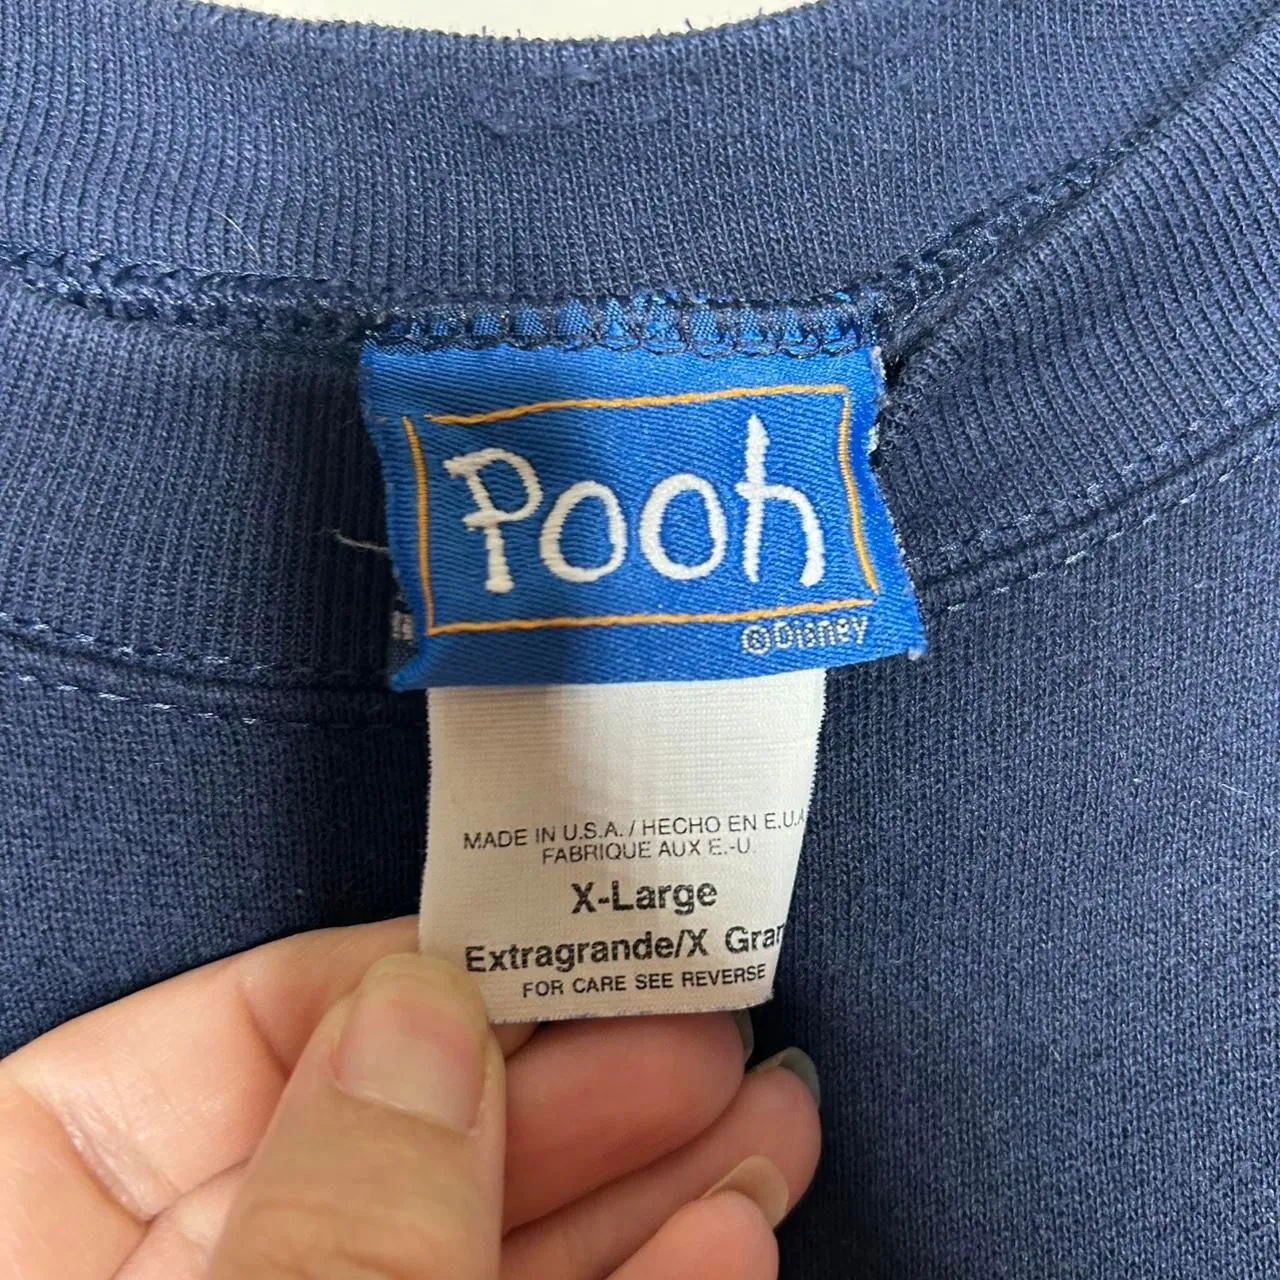 Pooh
©Disney
MADE IN U.S.A. / HECHO EN E.U.A
FABRIQUE AUX E.-U.
X-Large
Extragrande/X Gran
FOR CARE SEE REVERSE